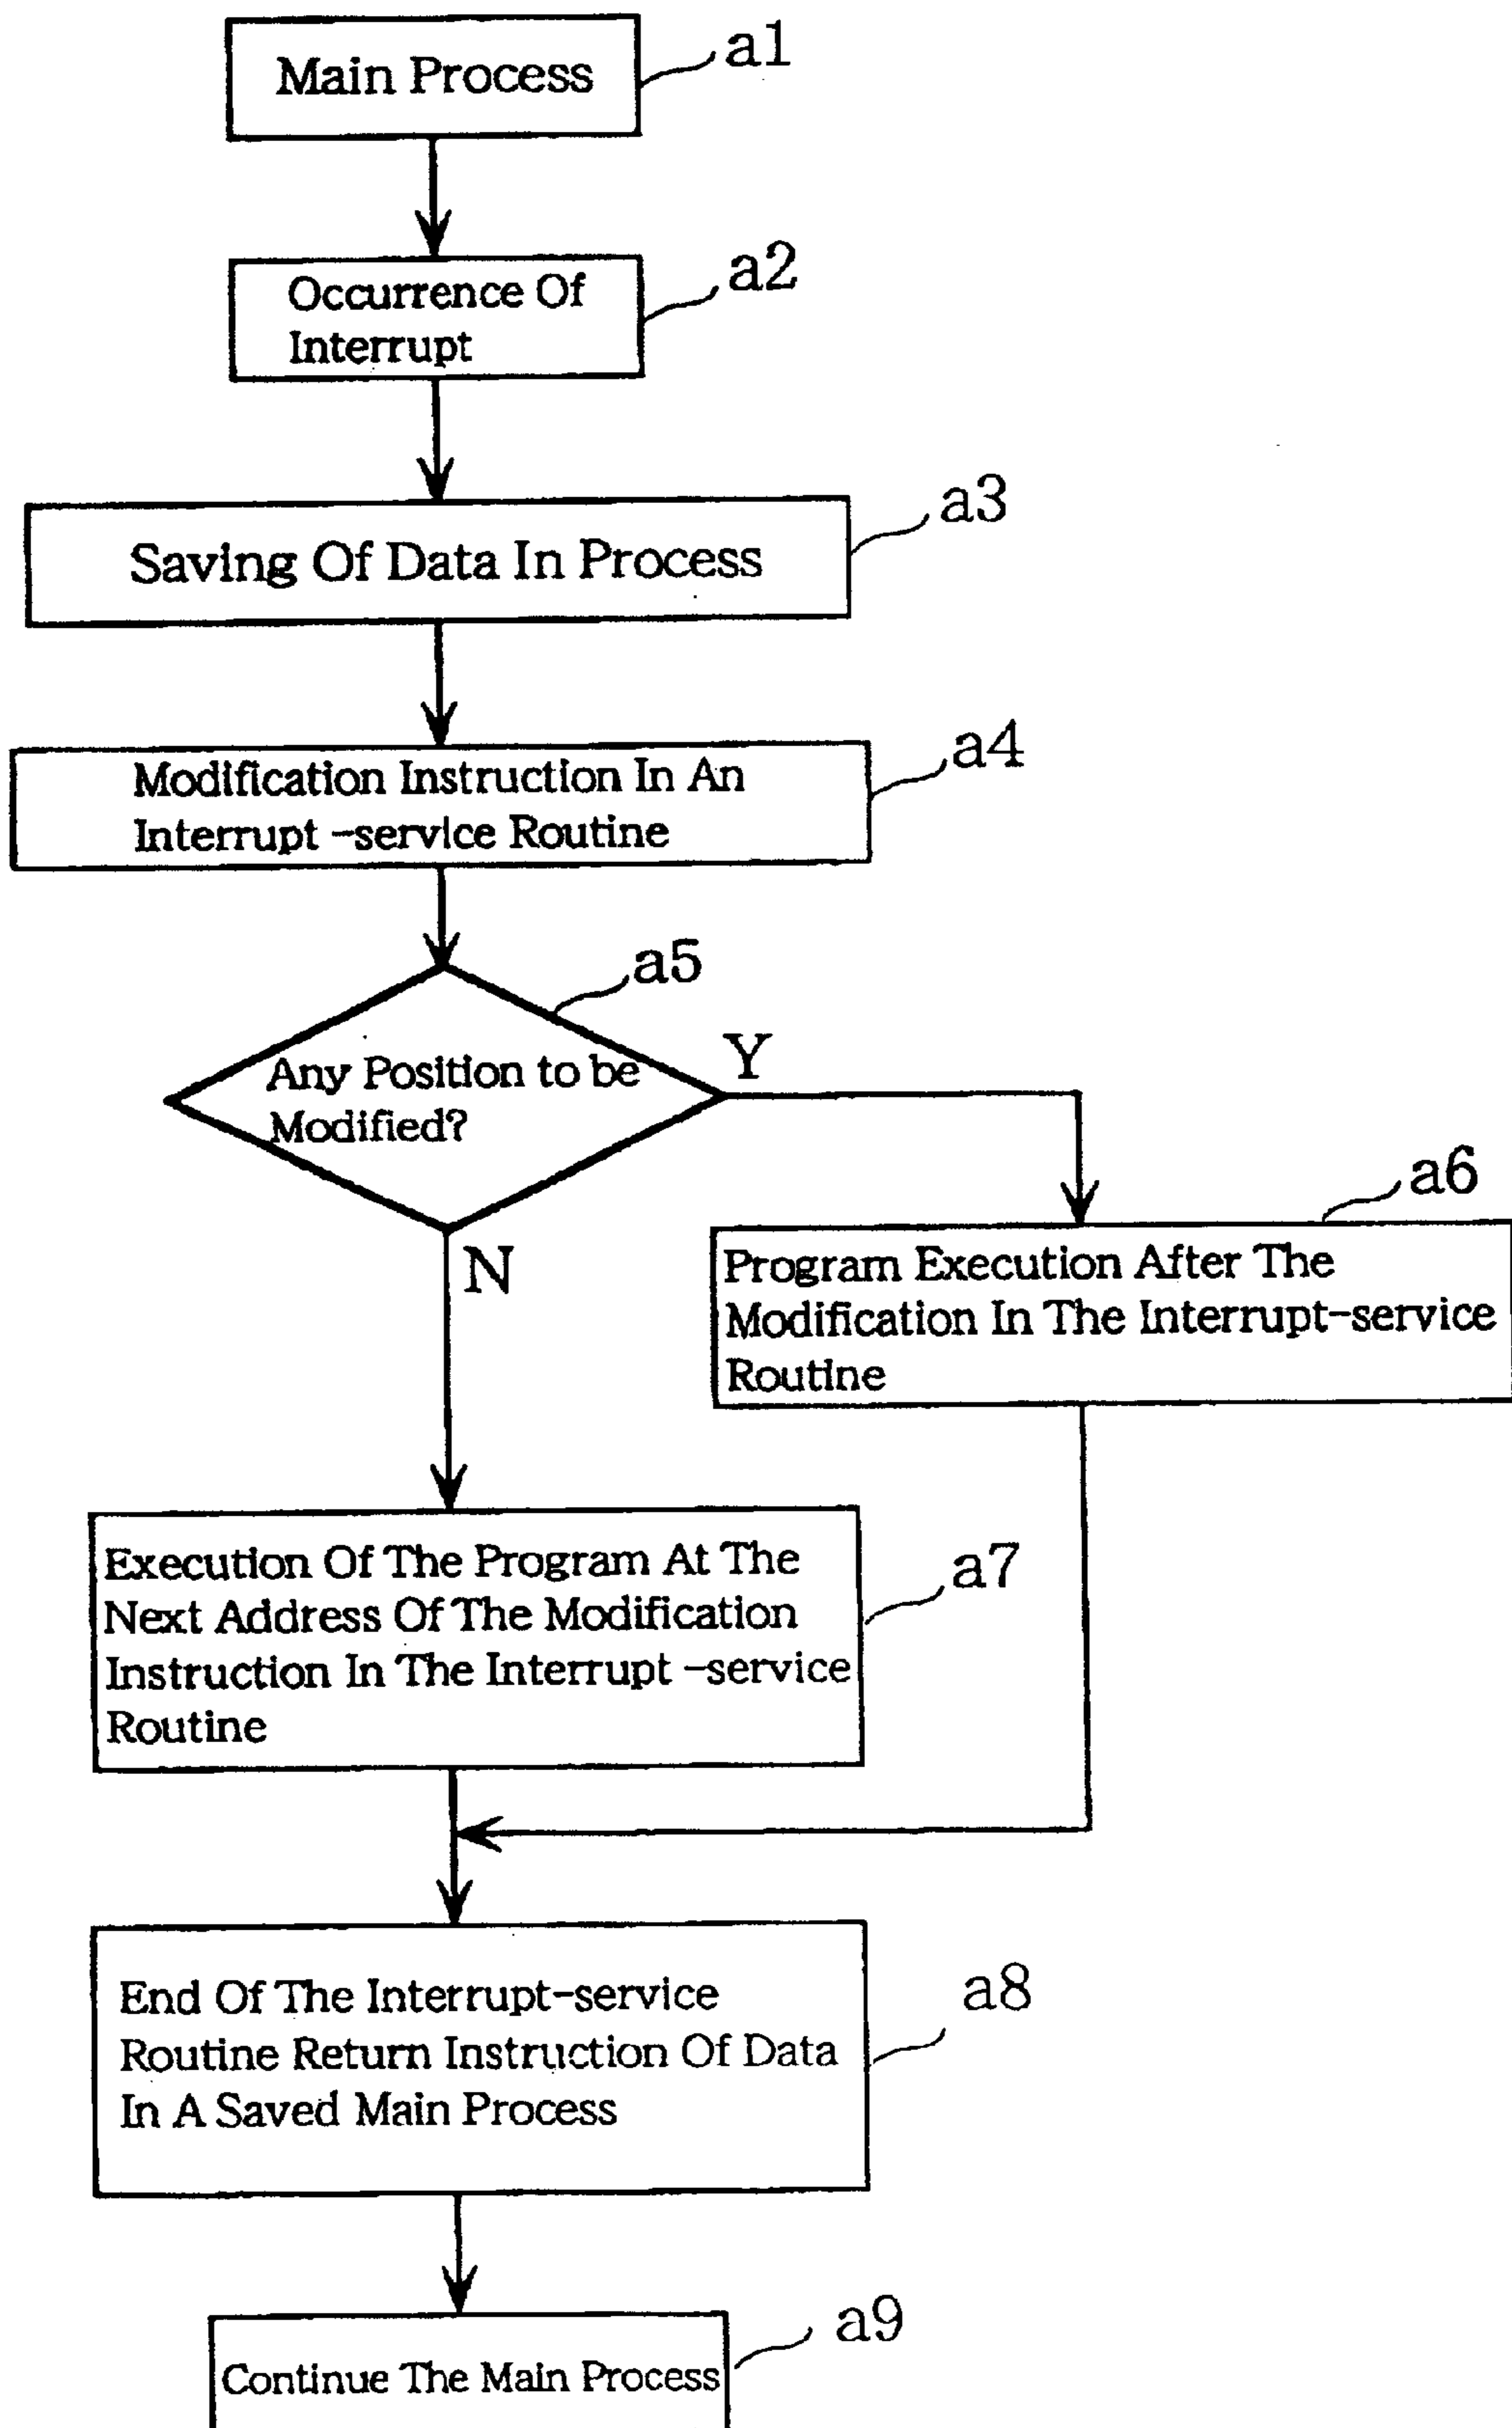 Main Process
a1
Occurrence Of
Interrupt
a2
Saving Of Data In Process
a3
Modification Instruction In An
Interrupt -service Routine
a4
a5
Any Position to be
Modified?
Y
N
a6
Program Execution After The
Modification In The Interrupt-service
Routine
Execution Of The Program At The
Next Address Of The Modification
Instruction In The Interrupt -service
Routine
a7
End Of The Interrupt-service
Routine Return Instruction Of Data
In A Saved Main Process
a8
Continue The Main Process
a9